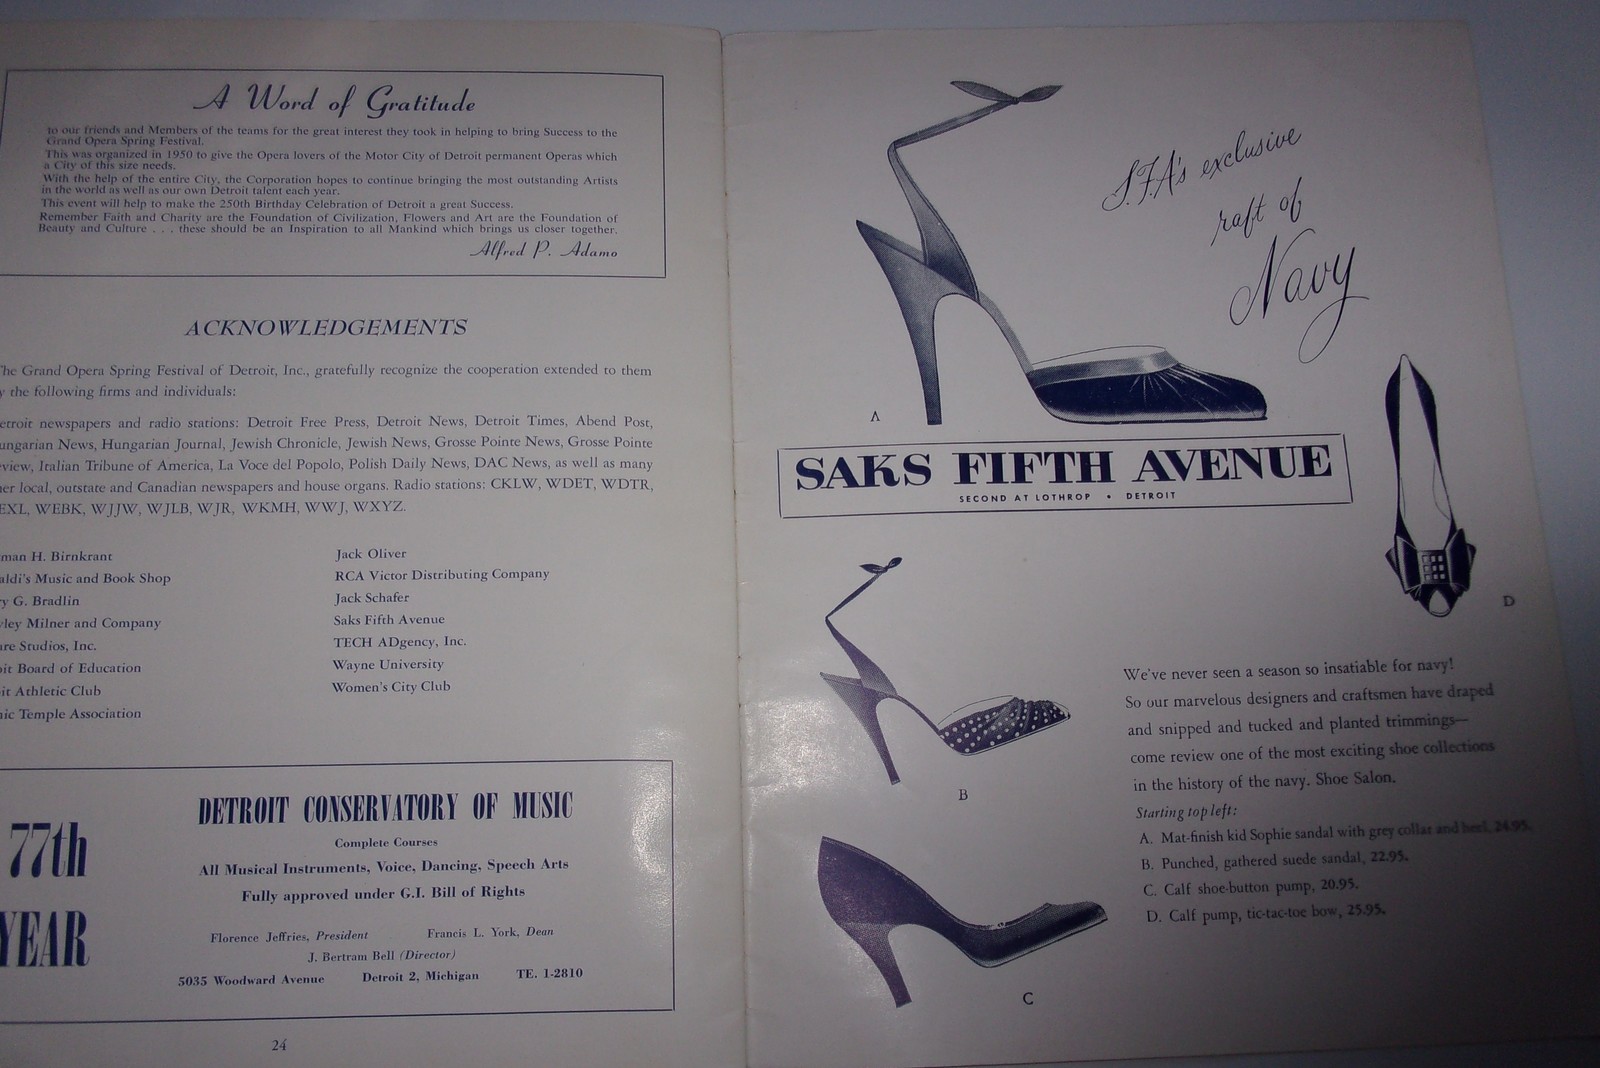 A Word of Gratitude
to our friends and Members of the teams for the great interest they took in helping to bring Success to the
Grand Opera Spring Festival.
This was organized in 1950 to give the Opera lovers of the Motor City of Detroit permanent Operas which
a City of this size needs.
With the help of the entire City, the Corporation hopes to continue bringing the most outstanding Artists
in the world as well as our own Detroit talent each year.
This event will help to make the 250th Birthday Celebration of Detroit a great Success.
Remember Faith and Charity are the Foundation of Civilization, Flowers and Art are the Foundation of
Beauty and Culture . . . these should be an Inspiration to all Mankind which brings us closer together.
Alfred P. Adamo
ACKNOWLEDGEMENTS
The Grand Opera Spring Festival of Detroit, Inc., gratefully recognize the cooperation extended to them
y the following firms and individuals:
etroit newspapers and radio stations: Detroit Free Press, Detroit News, Detroit Times, Abend Post,
ungarian News, Hungarian Journal, Jewish Chronicle, Jewish News, Grosse Pointe News, Grosse Pointe
view, Italian Tribune of America, La Voce del Popolo, Polish Daily News, DAC News, as well as many
er local, outstate and Canadian newspapers and house organs. Radio stations: CKLW, WDET, WDTR,
EXL, WEBK, WJJW, WJLB, WJR, WKMH, WWJ, WXYZ.
man H. Birnkrant
aldi's Music and Book Shop
y G. Bradlin
ley Milner and Company
re Studios, Inc.
it Board of Education
it Athletic Club
ic Temple Association
Jack Oliver
RCA Victor Distributing Company
Jack Schafer
Saks Fifth Avenue
TECH ADgency, Inc.
Wayne University
Women's City Club
77th
YEAR
DETROIT CONSERVATORY OF MUSIC
Complete Courses
All Musical Instruments, Voice, Dancing, Speech Arts
Fully approved under G.I. Bill of Rights
Florence Jeffries, President Francis L. York, Dean
J. Bertram Bell (Director)
5035 Woodward Avenue Detroit 2, Michigan TE. 1-2810
24
S.F.A's exclusive
raft of
Navy
A
SAKS FIFTH AVENUE
SECOND AT LOTHROP • DETROIT
D
B
We've never seen a season so insatiable for navy!
So our marvelous designers and craftsmen have draped
and snipped and tucked and planted trimmings—
come review one of the most exciting shoe collections
in the history of the navy. Shoe Salon.
Starting top left:
A. Mat-finish kid Sophie sandal with grey collar and heel, 24.95.
B. Punched, gathered suede sandal, 22.95.
C. Calf shoe-button pump, 20.95.
D. Calf pump, tic-tac-toe bow, 25.95.
C